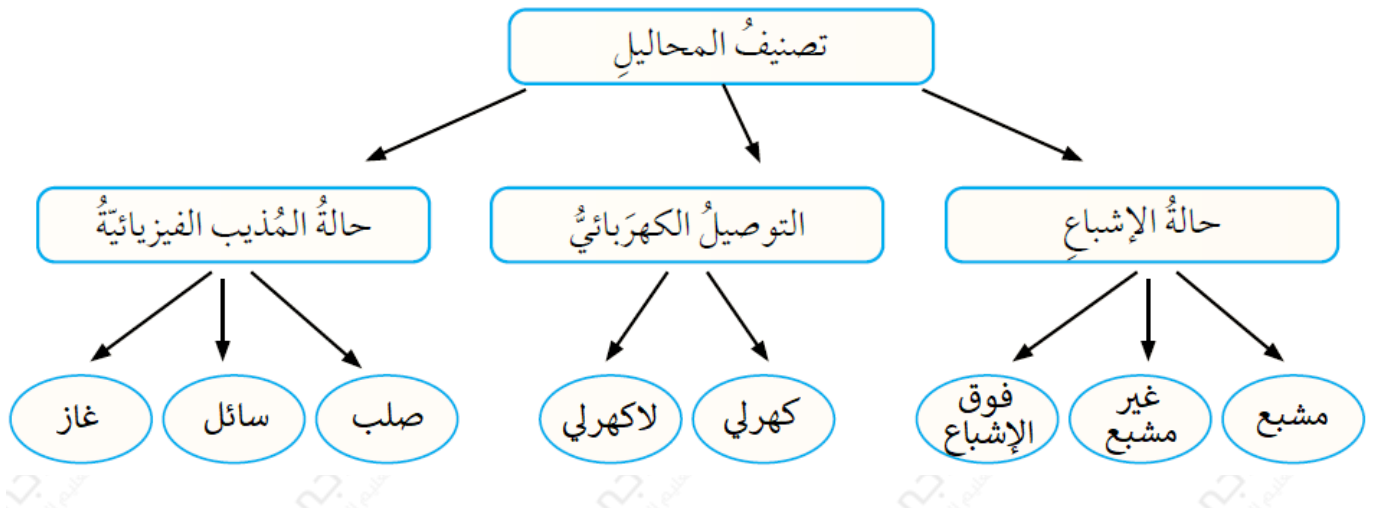 تصنيفُ المحاليلِ
حالةُ الإشباعِ
التوصيلُ الكهرَبائيُّ
حالةُ المُذيب الفيزيائيّةُ
مشبع
غير
مشبع
فوق
الإشباع
كهرلي
لاكهرلي
صلب
سائل
غاز